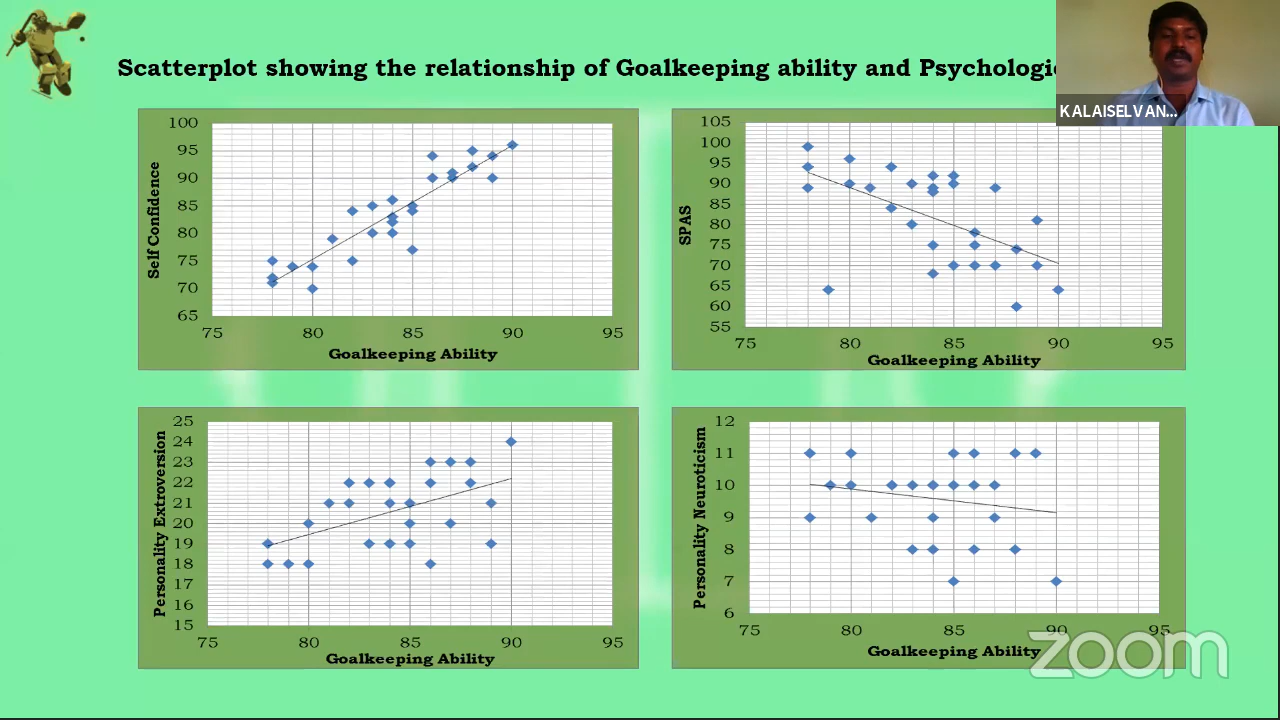 Scatterplot showing the relationship of Goalkeeping ability and
KALAISELVAN...
100
95
90
85
80
75
70
65
75 80 85 90 95
Self Confidence
Goalkeeping Ability
105
100
95
90
85
80
75
70
65
60
55
75 80 85 90 95
SPAS
Goalkeeping Ability
25
24
23
22
21
20
19
18
17
16
15
75 80 85 90 95
Personality Extroversion
Goalkeeping Ability
12
11
10
9
8
7
6
75 80 85 90 95
Personality Neuroticism
Goalkeeping Ability
zoom